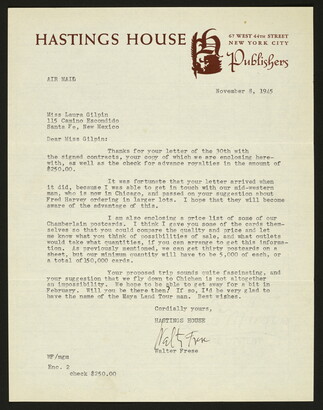 HASTINGS HOUSE
67 WEST 44TH STREET
NEW YORK CITY
Publishers
AIR MAIL
November 8, 1945
Miss Laura Gilpin
115 Camino Escondido
Santa Fe, New Mexico
Dear Miss Gilpin:
Thanks for your letter of the 30th with
the signed contracts, your copy of which we are enclosing here-
with, as well as the check for advance royalties in the amount of
$250.00.
It was fortunate that your letter arrived when
it did, because I was able to get in touch with our mid-western
man, who is now in Chicago, and passed on your suggestion about
Fred Harvey ordering in larger lots. I hope that they will become
aware of the advantage of this.
I am also enclosing a price list of some of our
Chamberlain postcards. I think I gave you some of the cards them-
selves so that you could compare the quality and price and let
me know what you think of possibilities of sale, and what outlets
would take what quantities, if you can arrange to get this informa-
tion. As previously mentioned, we can get thirty postcards on a
sheet, but our minimum quantity will have to be 5,000 of each, or
a total of 150,000 cards.
Your proposed trip sounds quite fascinating, and
your suggestion that we fly down to Chichen is not altogether
an impossibility. We hope to be able to get away for a bit in
February. Will you be there then? If so, I'd be very glad to
have the name of the Maya Land Tour man. Best wishes.
Cordially yours,
HASTINGS HOUSE
Walter Frese
Walter Frese
WF/mgm
Enc. 2
check $250.00